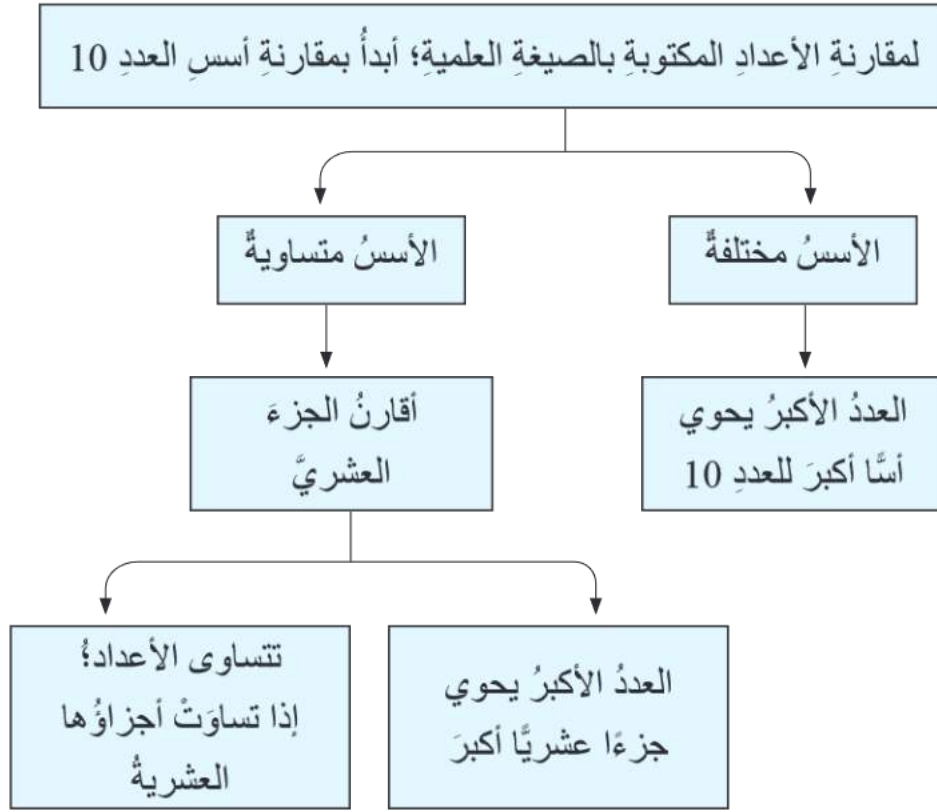 لمقارنةِ الأعدادِ المكتوبةِ بالصيغةِ العلميةِ؛ أبدأُ بمقارنةِ أسسِ العددِ 10
الأسسُ مختلفةٌ
الأسسُ متساويةٌ
العددُ الأكبرُ يحوي
أسًّا أكبرَ للعددِ 10
أقارنُ الجزءَ
العشريَّ
العددُ الأكبرُ يحوي
جزءًا عشريًّا أكبرَ
تتساوى الأعدادُ؛
إذا تساوَتْ أجزاؤُها
العشريةُ